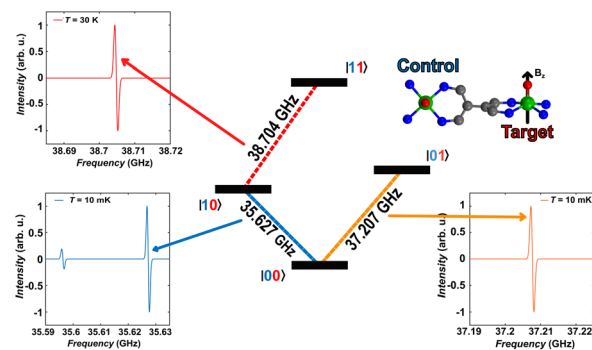 T = 30 K
Intensity (arb. u.)
1
0.5
0
-0.5
-1
38.69 38.7 38.71 38.72
Frequency (GHz)
|11⟩
38.704 GHz
Control
Bz
Target
|01⟩
|10⟩
35.627 GHz
37.207 GHz
|00⟩
T = 10 mK
Intensity (arb. u.)
1
0.5
0
-0.5
-1
35.59 35.6 35.61 35.62 35.63
Frequency (GHz)
T = 10 mK
Intensity (arb. u.)
1
0.5
0
-0.5
-1
37.19 37.2 37.21 37.22
Frequency (GHz)